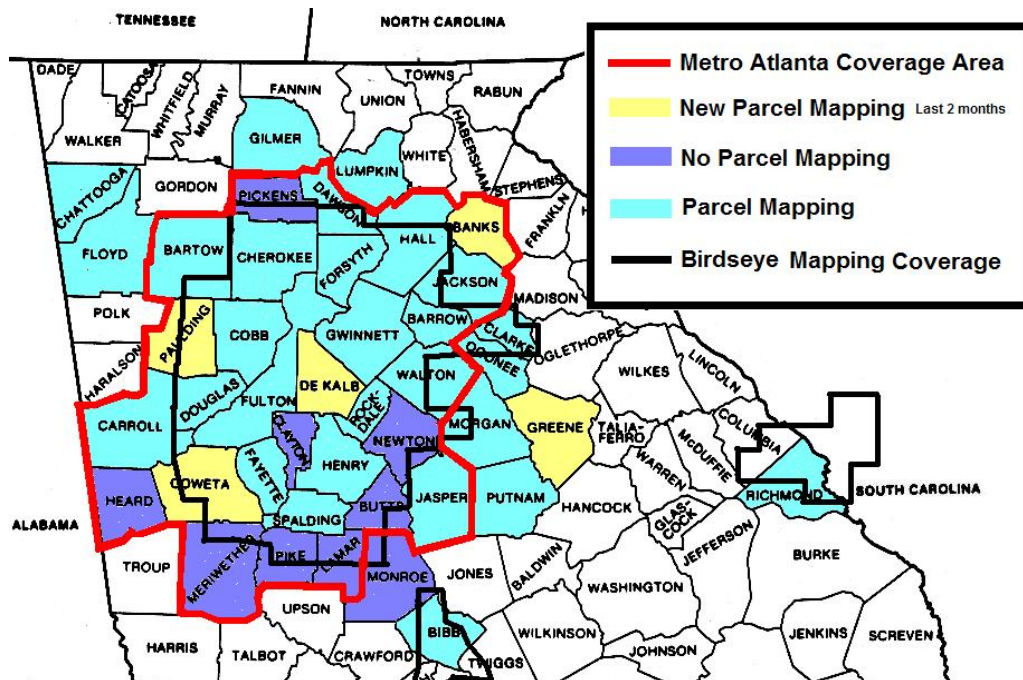 TENNESSEE
NORTH CAROLINA
DADE
CATOOSA
WHITFIELD
MURRAY
FANNIN
TOWNS
RABUN
UNION
WALKER
GILMER
LUMPKIN
WHITE
HABERSHAM
STEPHENS
CHATTOOGA
GORDON
PICKENS
DAWSON
BANKS
FRANKLN
H
FLOYD
BARTOW
CHEROKEE
FORSYTH
HALL
JACKSON
MADISON
POLK
PAULDING
COBB
GWINNETT
BARROW
CLARKE
OCONEE
OGLETHORPE
HARALSON
DOUGLAS
FULTON
DE KALB
ROCK-
DALE
WALTON
WILKES
LINCOLN
CARROLL
CLAYTON
NEWTON
MORGAN
GREENE
TALIA-
FERRO
COLUMBIA
McDUFFIE
WARREN
HEARD
COWETA
FAYETTE
HENRY
BUTTS
JASPER
PUTNAM
HANCOCK
GLAS-
COCK
RICHMOND
SOUTH CAROLINA
ALABAMA
SPALDING
TROUP
MERIWETHER
PIKE
LAMAR
MONROE
JONES
BALDWIN
WASHINGTON
JEFFERSON
BURKE
UPSON
BIBB
WILKINSON
JENKINS
SCREVEN
HARRIS
TALBOT
CRAWFORD
TWIGGS
JOHNSON
Metro Atlanta Coverage Area
New Parcel Mapping Last 2 months
No Parcel Mapping
Parcel Mapping
Birdseye Mapping Coverage